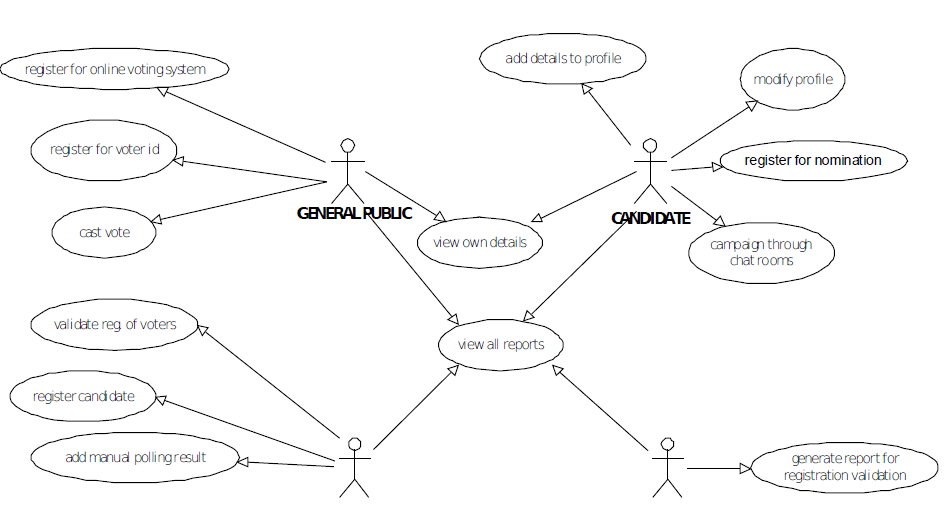 add details to profile
register for online voting system
modify profile
register for voter id
register for nomination
GENERAL PUBLIC
CANDIDATE
cast vote
view own details
campaign through
chat rooms
validate reg. of voters
view all reports
register candidate
add manual polling result
generate report for
registration validation